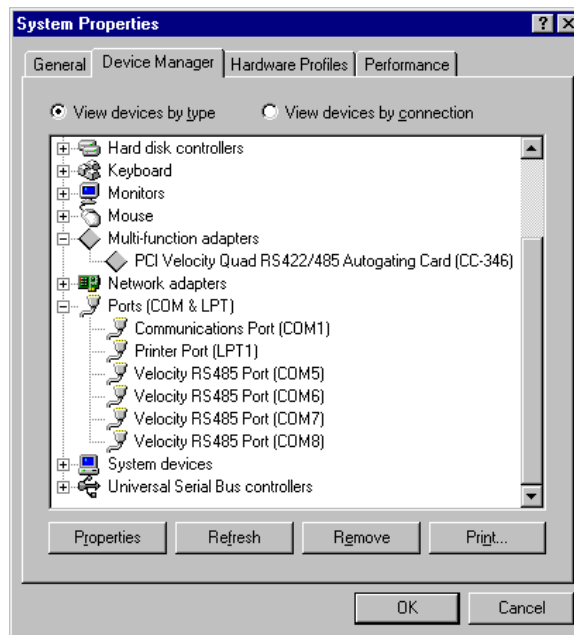 System Properties
General Device Manager Hardware Profiles Performance
View devices by type View devices by connection
Hard disk controllers
Keyboard
Monitors
Mouse
Multi-function adapters
PCI Velocity Quad RS422/485 Autogating Card (CC-346)
Network adapters
Ports (COM & LPT)
Communications Port (COM1)
Printer Port (LPT1)
Velocity RS485 Port (COM5)
Velocity RS485 Port (COM6)
Velocity RS485 Port (COM7)
Velocity RS485 Port (COM8)
System devices
Universal Serial Bus controllers
Properties Refresh Remove Print...
OK Cancel